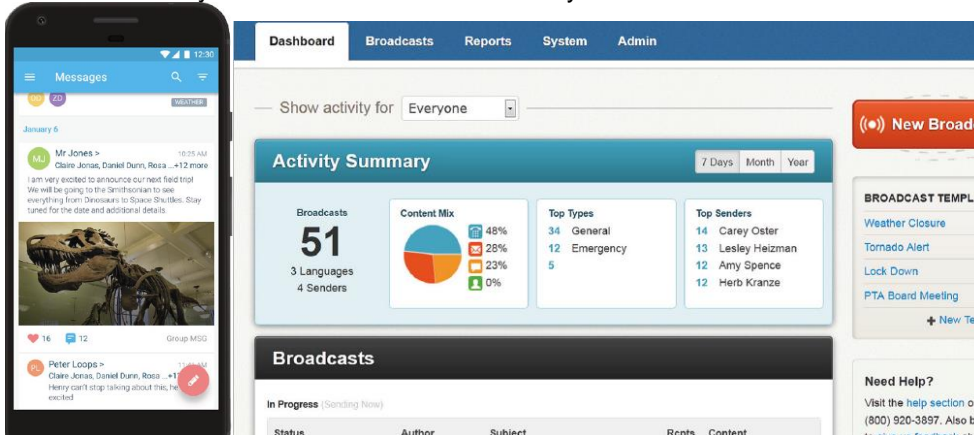 12:30
Messages
ZD
WEATHER
January 6
MJ
Mr Jones >
10:25 AM
Claire Jonas, Daniel Dunn, Rosa ...+12 more
I am very excited to announce our next field trip!
We will be going to the Smithsonian to see
everything from Dinosaurs to Space Shuttles. Stay
tuned for the date and additional details.
16
12
Group MSG
PL
Peter Loops >
Claire Jonas, Daniel Dunn, Rosa ...+1
Henry can't stop talking about this, he
excited
Dashboard
Broadcasts
Reports
System
Admin
Show activity for
Everyone
Activity Summary
7 Days
Month
Year
Broadcasts
51
3 Languages
4 Senders
Content Mix
48%
28%
23%
0%
Top Types
34 General
12 Emergency
5
Top Senders
14 Carey Oster
13 Lesley Heizman
12 Amy Spence
12 Herb Kranze
Broadcasts
In Progress (Sending Now)
Status
Author
Subject
Rcpts
Content
New Broad
BROADCAST TEMPL
Weather Closure
Tornado Alert
Lock Down
PTA Board Meeting
+ New Te
Need Help?
Visit the help section o
(800) 920-3897. Also b